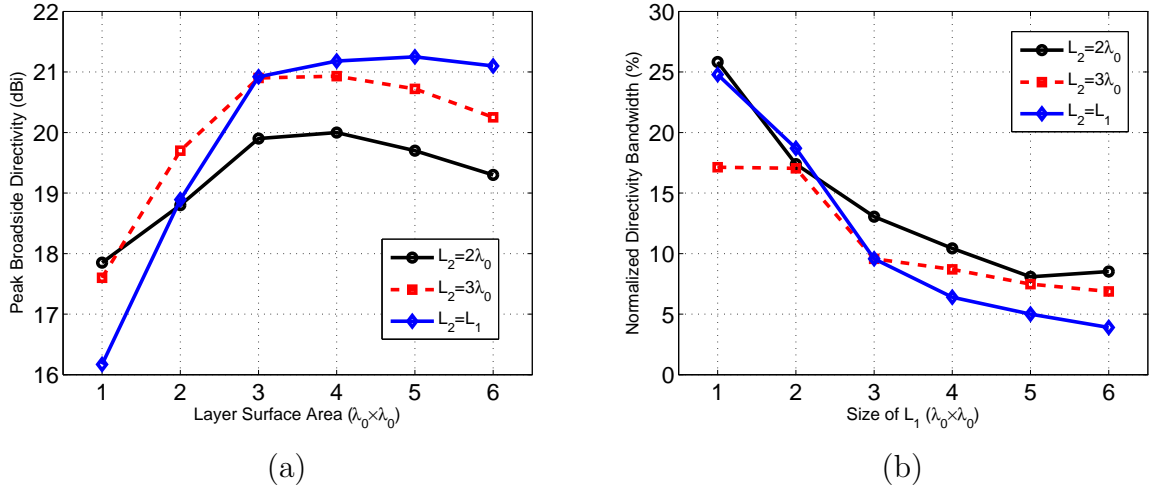 22
21
20
19
18
17
16
Peak Broadside Directivity (dBi)
1 2 3 4 5 6
Layer Surface Area (λ₀×λ₀)
L₂=2λ₀
L₂=3λ₀
L₂=L₁
(a)
30
25
20
15
10
5
0
Normalized Directivity Bandwidth (%)
1 2 3 4 5 6
Size of L₁ (λ₀×λ₀)
L₂=2λ₀
L₂=3λ₀
L₂=L₁
(b)